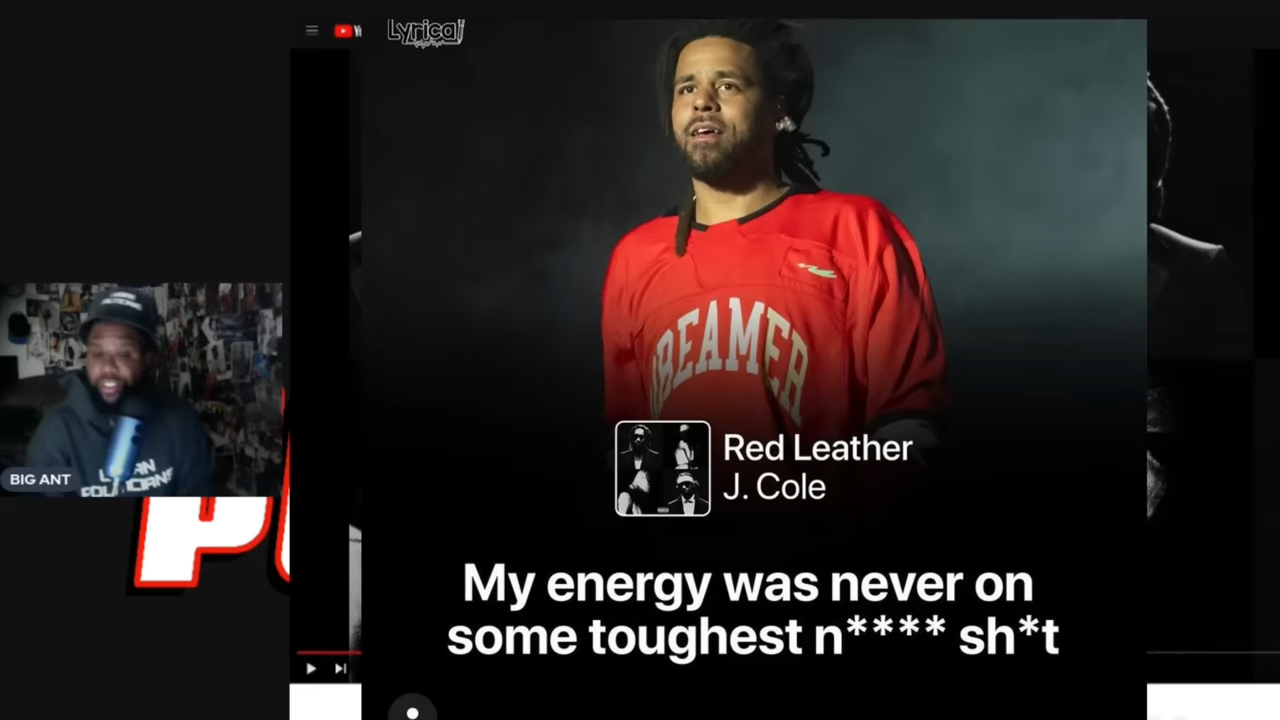 Lyrical
DREAMER
Red Leather
J. Cole
My energy was never on
some toughest n**** sh*t
BIG ANT